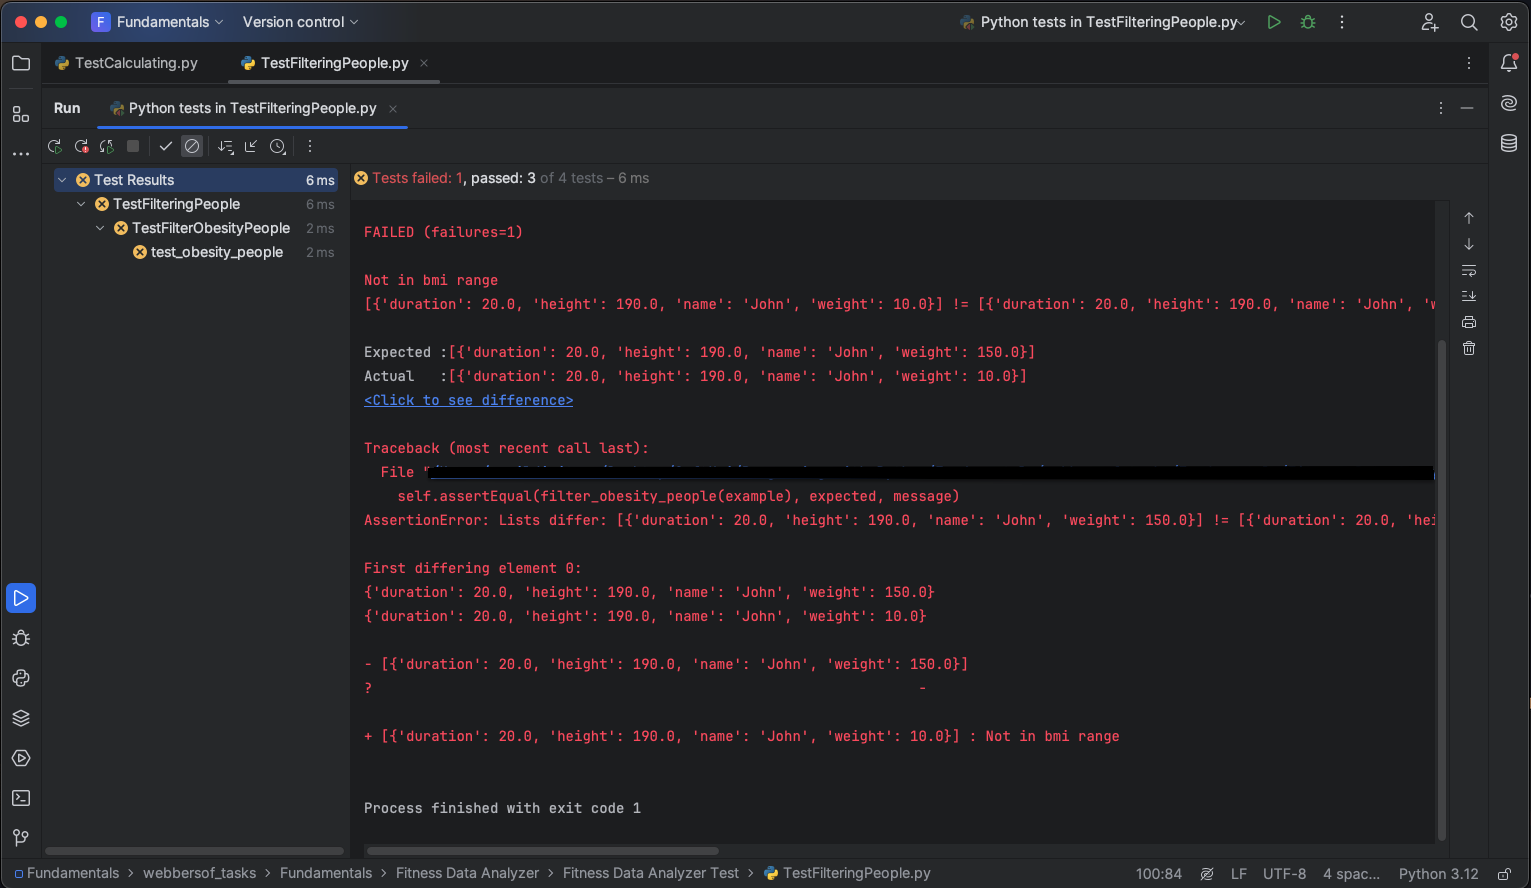 F Fundamentals Version control Python tests in TestFilteringPeople.py
TestCalculating.py TestFilteringPeople.py
Run Python tests in TestFilteringPeople.py
Test Results 6 ms
TestFilteringPeople 6 ms
TestFilterObesityPeople 2 ms
test_obesity_people 2 ms
Tests failed: 1, passed: 3 of 4 tests – 6 ms
FAILED (failures=1)
Not in bmi range
[{'duration': 20.0, 'height': 190.0, 'name': 'John', 'weight': 10.0}] != [{'duration': 20.0, 'height': 190.0, 'name': 'John',
Expected :[{'duration': 20.0, 'height': 190.0, 'name': 'John', 'weight': 150.0}]
Actual   :[{'duration': 20.0, 'height': 190.0, 'name': 'John', 'weight': 10.0}]
<Click to see difference>
Traceback (most recent call last):
File "
self.assertEqual(filter_obesity_people(example), expected, message)
AssertionError: Lists differ: [{'duration': 20.0, 'height': 190.0, 'name': 'John', 'weight': 150.0}] != [{'duration': 20.0, 'hei
First differing element 0:
{'duration': 20.0, 'height': 190.0, 'name': 'John', 'weight': 150.0}
{'duration': 20.0, 'height': 190.0, 'name': 'John', 'weight': 10.0}
- [{'duration': 20.0, 'height': 190.0, 'name': 'John', 'weight': 150.0}]
? -
+ [{'duration': 20.0, 'height': 190.0, 'name': 'John', 'weight': 10.0}] : Not in bmi range
Process finished with exit code 1
Fundamentals > webbersof_tasks > Fundamentals > Fitness Data Analyzer > Fitness Data Analyzer Test > TestFilteringPeople.py 100:84 LF UTF-8 4 spac... Python 3.12